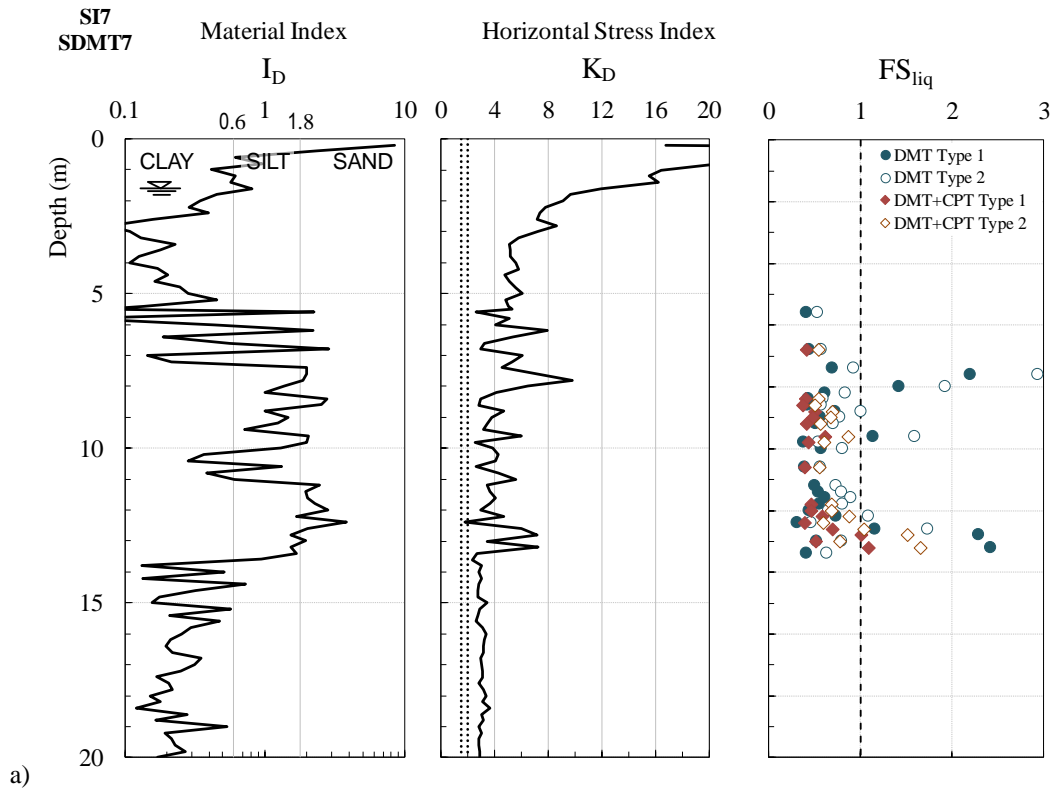 SI7
SDMT7
Material Index
I_D
Horizontal Stress Index
K_D
FS_liq
0.1 1 10
0.6 1.8
0 4 8 12 16 20
0 1 2 3
CLAY SILT SAND
Depth (m)
0
5
10
15
20
DMT Type 1
DMT Type 2
DMT+CPT Type 1
DMT+CPT Type 2
a)